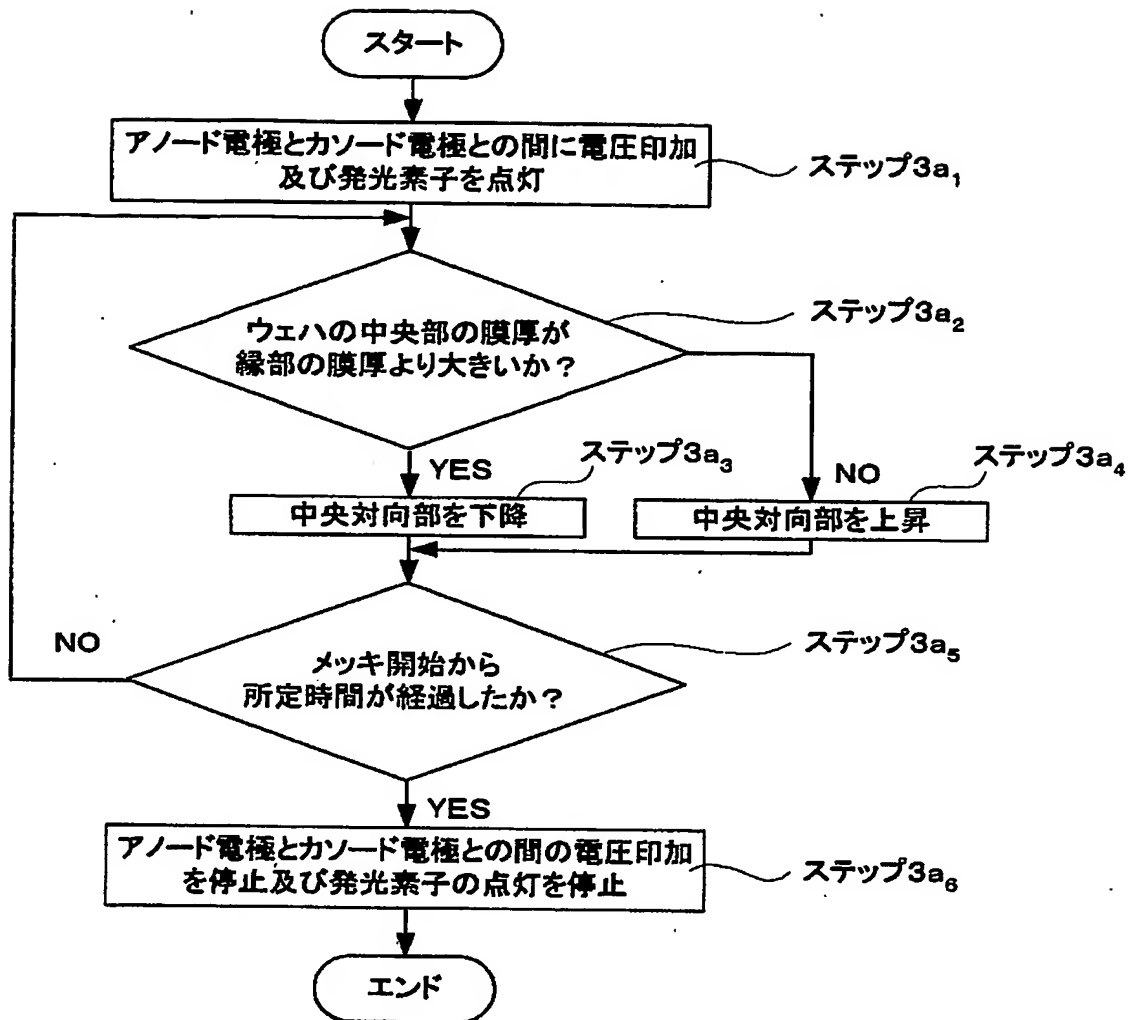 スタート
アノード電極とカソード電極との間に電圧印加
及び発光素子を点灯
ステップ3a₁
ウェハの中央部の膜厚が
縁部の膜厚より大きいか？
ステップ3a₂
YES
ステップ3a₃
NO
ステップ3a₄
中央対向部を下降
中央対向部を上昇
NO
メッキ開始から
所定時間が経過したか？
ステップ3a₅
YES
アノード電極とカソード電極との間の電圧印加
を停止及び発光素子の点灯を停止
ステップ3a₆
エンド